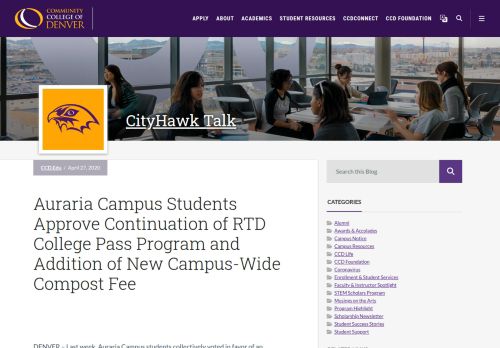 COMMUNITY
COLLEGE OF
DENVER
APPLY
ABOUT
ACADEMICS
STUDENT RESOURCES
CCDCONNECT
CCD FOUNDATION
CityHawk Talk
CCD.Edu / April 27, 2020
Auraria Campus Students
Approve Continuation of RTD
College Pass Program and
Addition of New Campus-Wide
Compost Fee
DENVER – Last week, Auraria Campus students collectively voted in favor of an
Search this Blog
CATEGORIES
Alumni
Awards & Accolades
Campus Notice
Campus Resources
CCD Life
CCD Foundation
Coronavirus
Enrollment & Student Services
Faculty & Instructor Spotlight
STEM Scholars Program
Musings on the Arts
Program Highlight
Scholarship Newsletter
Student Success Stories
Student Support